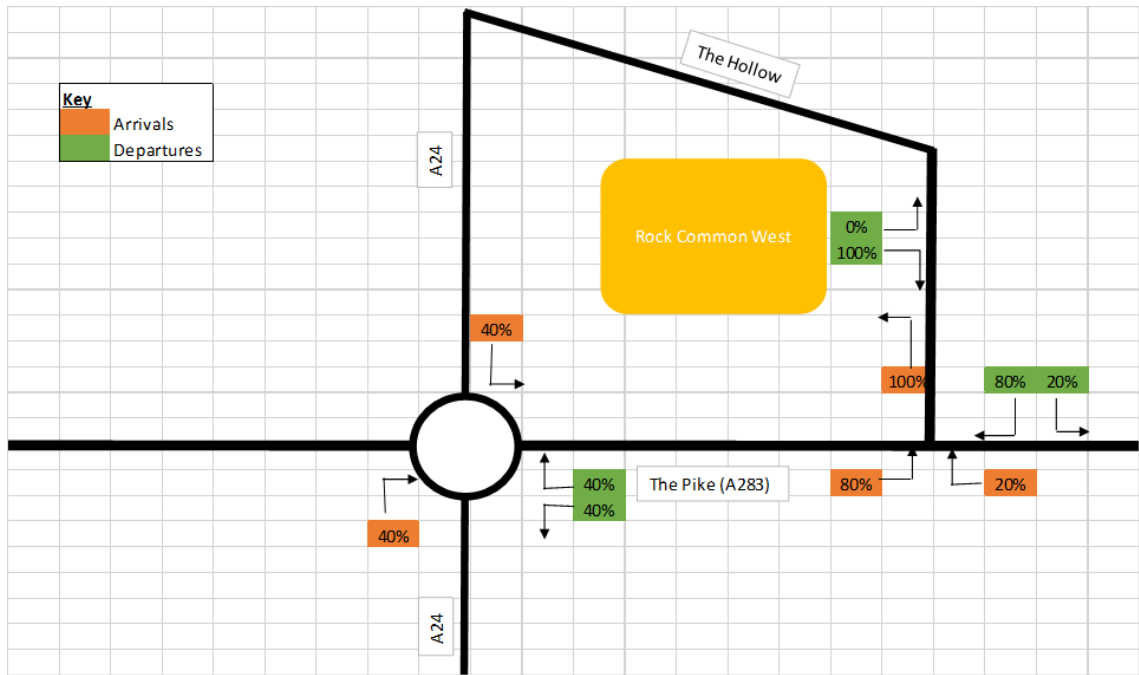 The Hollow
Key
Arrivals
Departures
A24
Rock Common West
0%
100%
40%
100%
80% 20%
40%
40%
The Pike (A283)
80%
20%
40%
A24